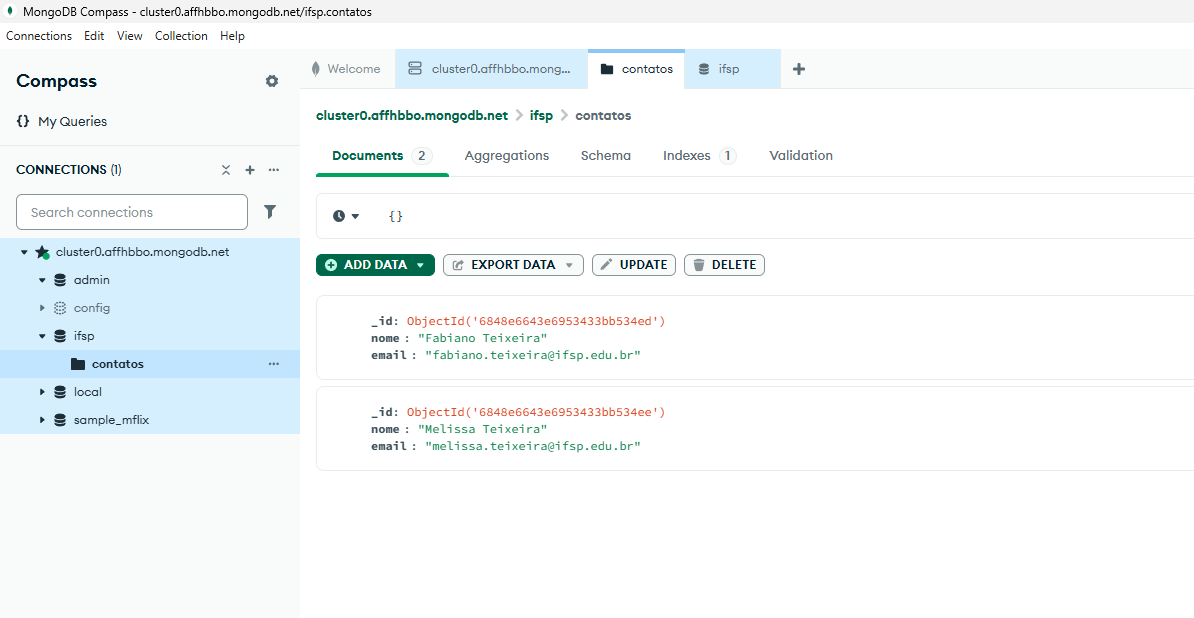 MongoDB Compass - cluster0.affhbbo.mongodb.net/ifsp.contatos
Connections Edit View Collection Help
Compass
{} My Queries
CONNECTIONS (1)
Search connections
cluster0.affhbbo.mongodb.net
admin
config
ifsp
contatos
local
sample_mflix
Welcome cluster0.affhbbo.mong... contatos ifsp
cluster0.affhbbo.mongodb.net > ifsp > contatos
Documents 2 Aggregations Schema Indexes 1 Validation
{}
ADD DATA EXPORT DATA UPDATE DELETE
_id: ObjectId('6848e6643e6953433bb534ed')
nome : "Fabiano Teixeira"
email : "fabiano.teixeira@ifsp.edu.br"
_id: ObjectId('6848e6643e6953433bb534ee')
nome : "Melissa Teixeira"
email : "melissa.teixeira@ifsp.edu.br"